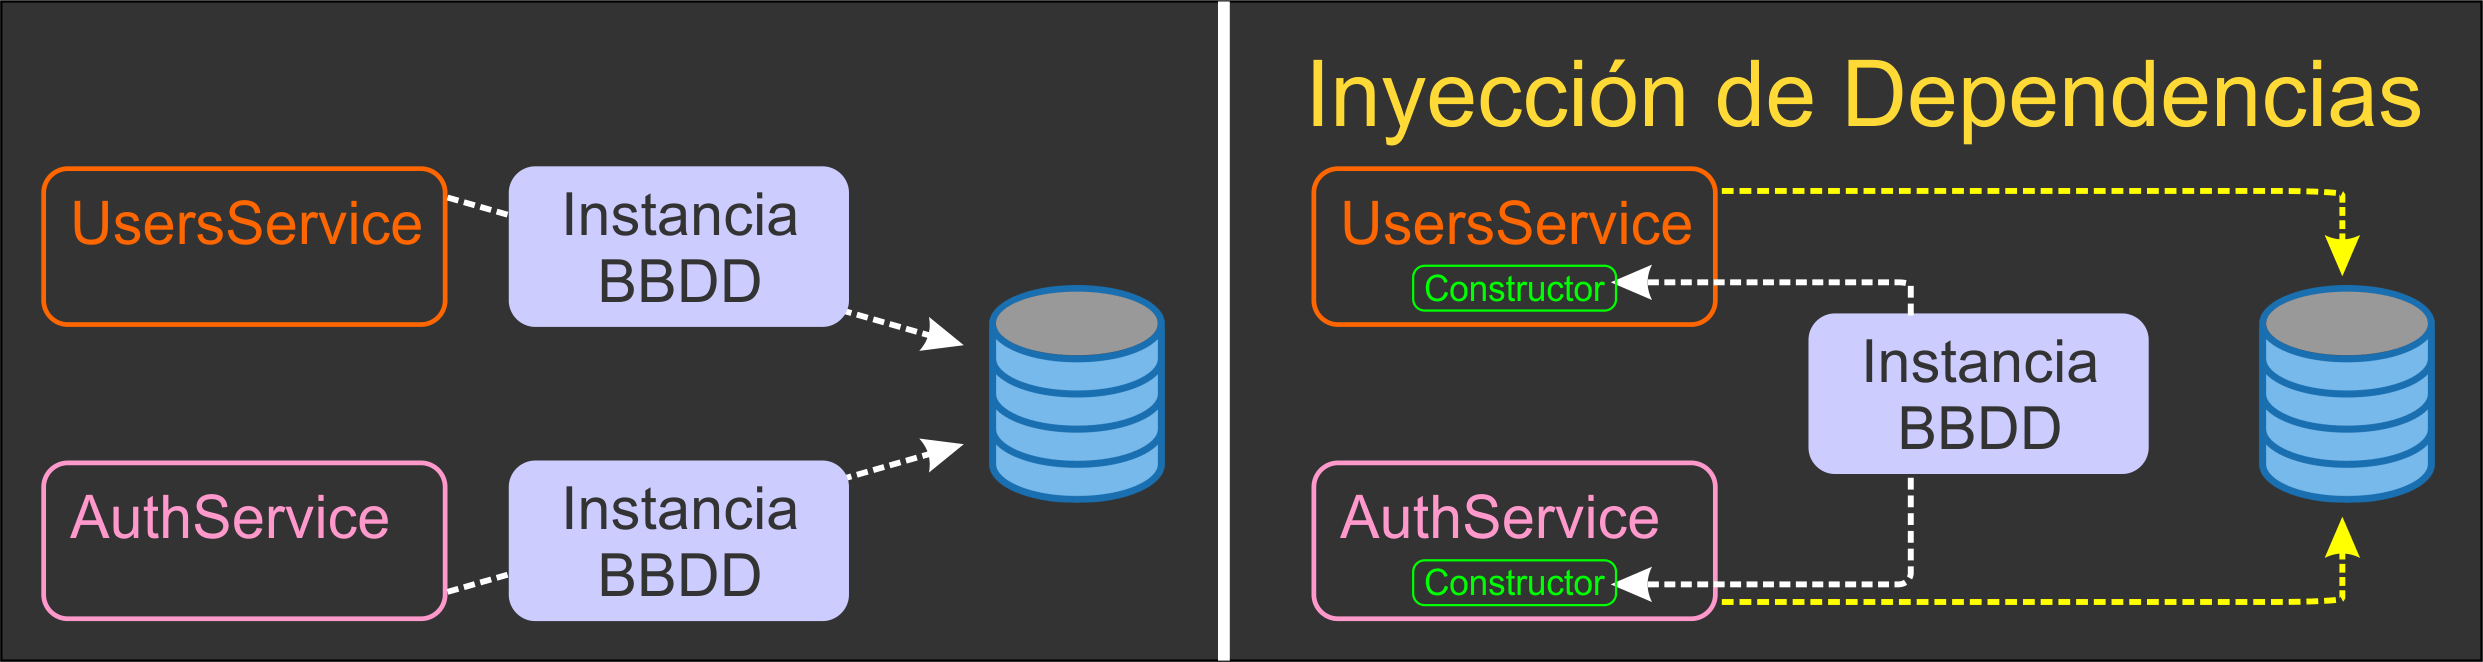 UsersService
Instancia
BBDD
AuthService
Instancia
BBDD
Inyección de Dependencias
UsersService
Constructor
Instancia
BBDD
AuthService
Constructor